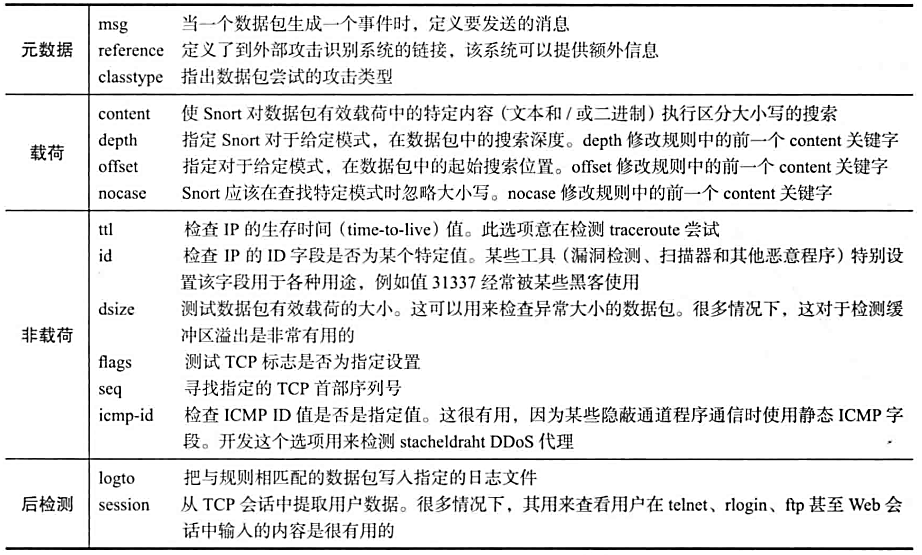 元数据
msg 当一个数据包生成一个事件时，定义要发送的消息
reference 定义了到外部攻击识别系统的链接，该系统可以提供额外信息
classtype 指出数据包尝试的攻击类型
载荷
content 使 Snort 对数据包有效载荷中的特定内容（文本和 / 或二进制）执行区分大小写的搜索
depth 指定 Snort 对于给定模式，在数据包中的搜索深度。depth 修改规则中的前一个 content 关键字
offset 指定对于给定模式，在数据包中的起始搜索位置。offset 修改规则中的前一个 content 关键字
nocase Snort 应该在查找特定模式时忽略大小写。nocase 修改规则中的前一个 content 关键字
非载荷
ttl 检查 IP 的生存时间（time-to-live）值。此选项意在检测 traceroute 尝试
id 检查 IP 的 ID 字段是否为某个特定值。某些工具（漏洞检测、扫描器和其他恶意程序）特别设
置该字段用于各种用途，例如值 31337 经常被某些黑客使用
dsize 测试数据包有效载荷的大小。这可以用来检查异常大小的数据包。很多情况下，这对于检测缓
冲区溢出是非常有用的
flags 测试 TCP 标志是否为指定设置
seq 寻找指定的 TCP 首部序列号
icmp-id 检查 ICMP ID 值是否是指定值。这很有用，因为某些隐蔽通道程序通信时使用静态 ICMP 字
段。开发这个选项用来检测 stacheldraht DDoS 代理
后检测
logto 把与规则相匹配的数据包写入指定的日志文件
session 从 TCP 会话中提取用户数据。很多情况下，其用来查看用户在 telnet、rlogin、ftp 甚至 Web 会
话中输入的内容是很有用的